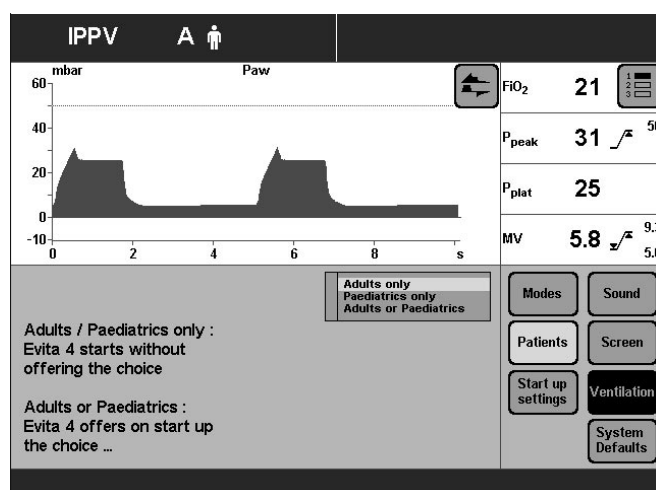 IPPV A
mbar Paw
60
40
20
0
-10
0 2 4 6 8 s
FiO2 21
1
2
3
Ppeak 31
Pplat 25
MV 5.8
Adults only
Paediatrics only
Adults or Paediatrics
Adults / Paediatrics only :
Evita 4 starts without
offering the choice
Adults or Paediatrics :
Evita 4 offers on start up
the choice ...
Modes Sound
Patients Screen
Start up
settings
Ventilation
System
Defaults